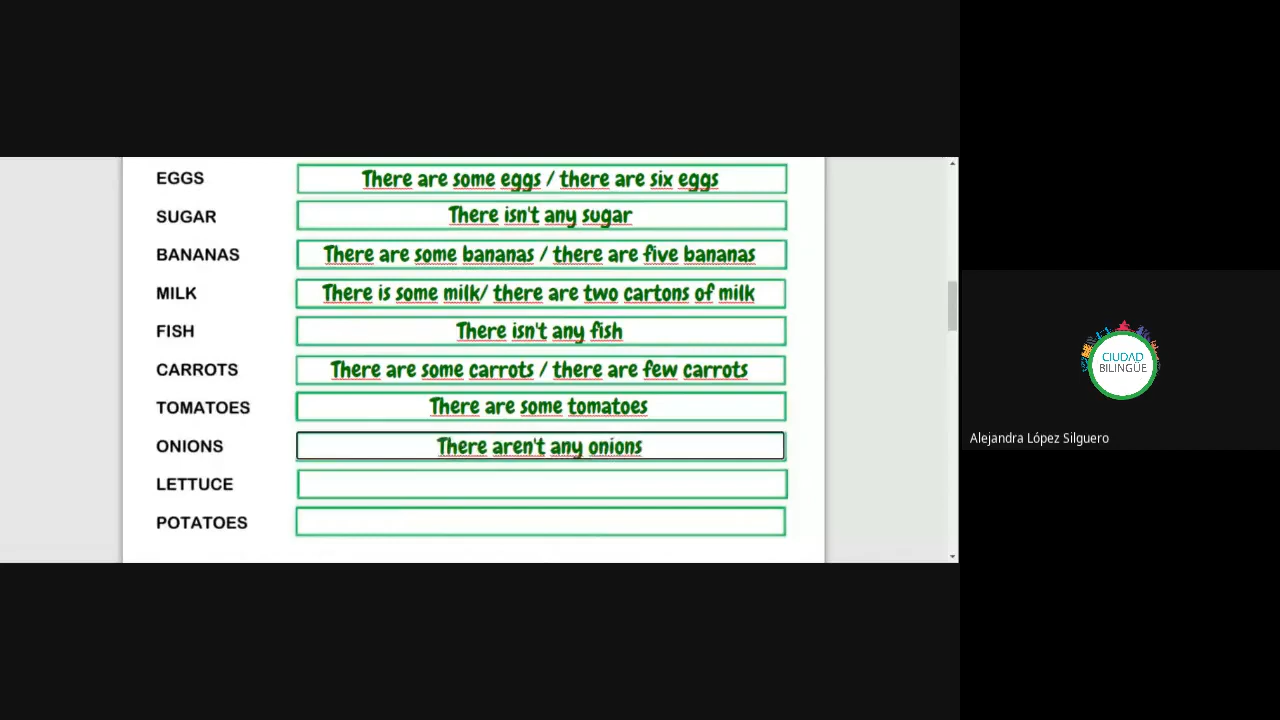 EGGS There are some eggs / there are six eggs
SUGAR There isn't any sugar
BANANAS There are some bananas / there are five bananas
MILK There is some milk/ there are two cartons of milk
FISH There isn't any fish
CARROTS There are some carrots / there are few carrots
TOMATOES There are some tomatoes
ONIONS There aren't any onions
LETTUCE
POTATOES
CIUDAD
BILINGÜE
Alejandra López Silguero